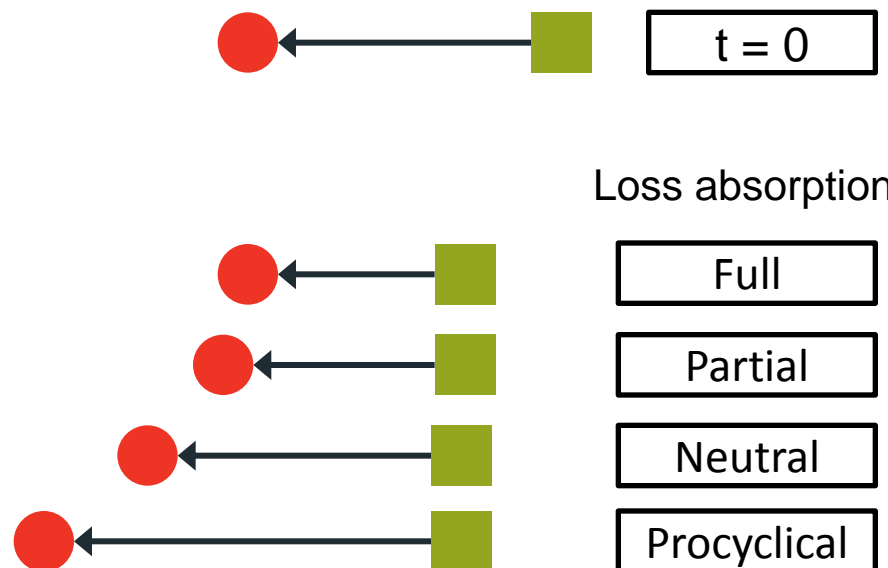 t = 0
Loss absorption
Full
Partial
Neutral
Procyclical